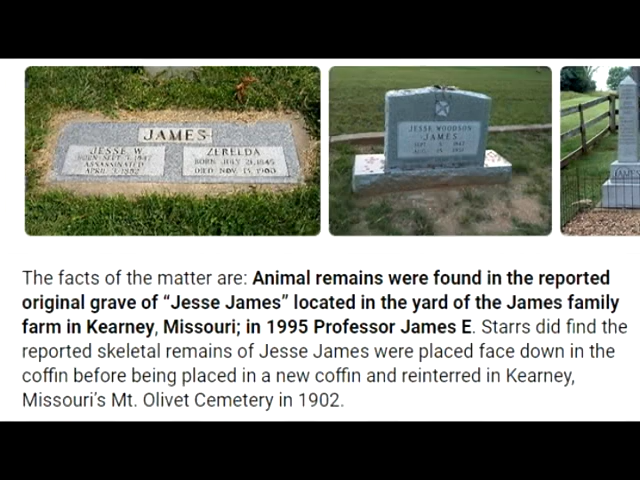 JAMES
JESSE W.
BORN SEPT. 5, 1847
ASSASSINATED
APRIL 3, 1882
ZERELDA
BORN JULY 21, 1845
DIED NOV. 13, 1900
JESSE WOODSON
JAMES
JAMES
The facts of the matter are: Animal remains were found in the reported
original grave of “Jesse James” located in the yard of the James family
farm in Kearney, Missouri; in 1995 Professor James E. Starrs did find the
reported skeletal remains of Jesse James were placed face down in the
coffin before being placed in a new coffin and reinterred in Kearney,
Missouri’s Mt. Olivet Cemetery in 1902.